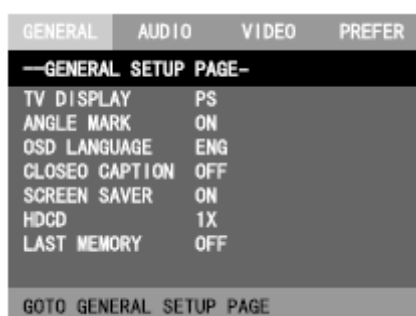 GENERAL AUDIO VIDEO PREFER
--GENERAL SETUP PAGE-
TV DISPLAY PS
ANGLE MARK ON
OSD LANGUAGE ENG
CLOSEO CAPTION OFF
SCREEN SAVER ON
HDCD 1X
LAST MEMORY OFF
GOTO GENERAL SETUP PAGE